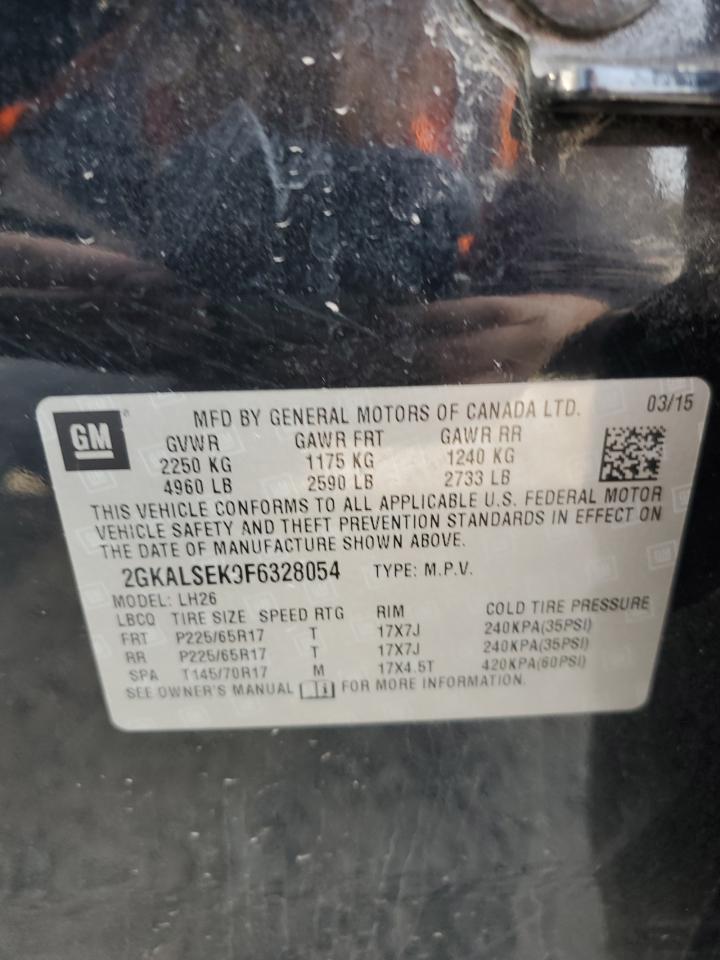 GM
MFD BY GENERAL MOTORS OF CANADA LTD. 03/15
GVWR GAWR FRT GAWR RR
2250 KG 1175 KG 1240 KG
4960 LB 2590 LB 2733 LB
THIS VEHICLE CONFORMS TO ALL APPLICABLE U.S. FEDERAL MOTOR
VEHICLE SAFETY AND THEFT PREVENTION STANDARDS IN EFFECT ON
THE DATE OF MANUFACTURE SHOWN ABOVE.
2GKALSEK9F6328054 TYPE: M.P.V.
MODEL: LH26
LBCQ TIRE SIZE SPEED RTG RIM COLD TIRE PRESSURE
FRT P225/65R17 T 17X7J 240KPA(35PSI)
RR P225/65R17 T 17X7J 240KPA(35PSI)
SPA T145/70R17 M 17X4.5T 420KPA(60PSI)
SEE OWNER'S MANUAL FOR MORE INFORMATION.